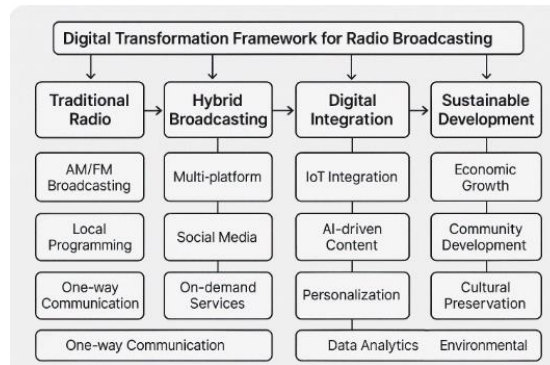 Digital Transformation Framework for Radio Broadcasting
Traditional
Radio
Hybrid
Broadcasting
Digital
Integration
Sustainable
Development
AM/FM
Broadcasting
Multi-platform
IoT Integration
Economic
Growth
Local
Programming
Social Media
AI-driven
Content
Community
Development
One-way
Communication
On-demand
Services
Personalization
Cultural
Preservation
One-way Communication
Data Analytics Environmental